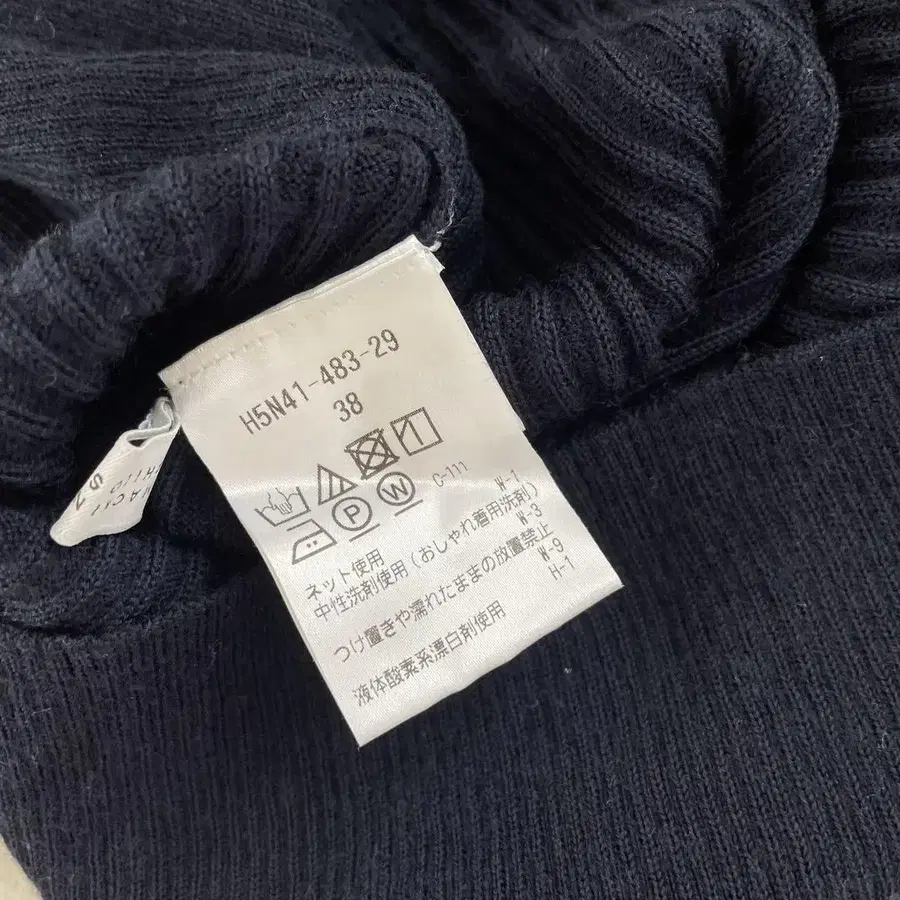 H5N41-483-29
38
C-111
P
W
ネット使用
W-1
中性洗剤使用(おしゃれ着用洗剤)
W-3
つけ置きや濡れたままの放置禁止
W-9
液体酸素系漂白剤使用
H-1